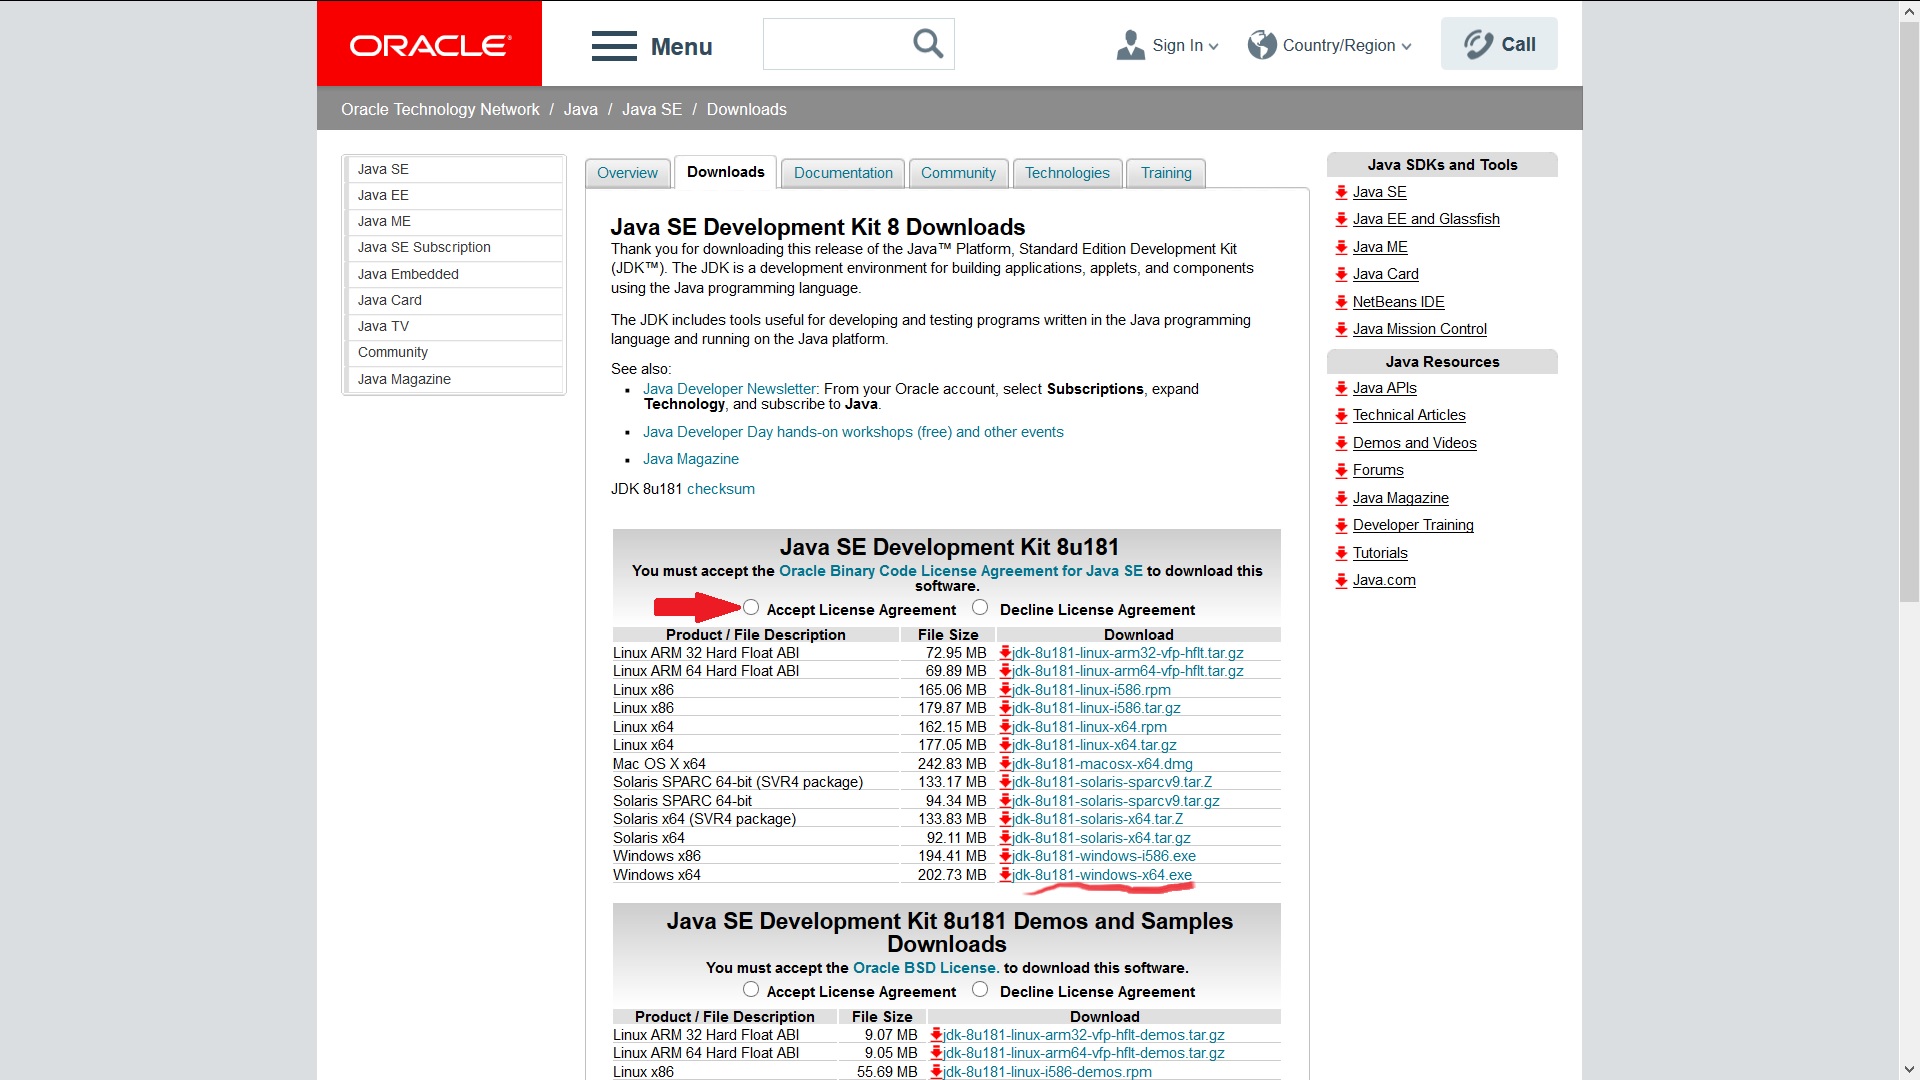 ORACLE
Menu
Sign In
Country/Region
Call
Oracle Technology Network / Java / Java SE / Downloads
Java SE
Java EE
Java ME
Java SE Subscription
Java Embedded
Java Card
Java TV
Community
Java Magazine
Overview
Downloads
Documentation
Community
Technologies
Training
Java SE Development Kit 8 Downloads
Thank you for downloading this release of the Java™ Platform, Standard Edition Development Kit
(JDK™). The JDK is a development environment for building applications, applets, and components
using the Java programming language.
The JDK includes tools useful for developing and testing programs written in the Java programming
language and running on the Java platform.
See also:
Java Developer Newsletter: From your Oracle account, select Subscriptions, expand
Technology, and subscribe to Java.
Java Developer Day hands-on workshops (free) and other events
Java Magazine
JDK 8u181 checksum
Java SE Development Kit 8u181
You must accept the Oracle Binary Code License Agreement for Java SE to download this
software.
Accept License Agreement Decline License Agreement
Product / File Description File Size Download
Linux ARM 32 Hard Float ABI 72.95 MB jdk-8u181-linux-arm32-vfp-hflt.tar.gz
Linux ARM 64 Hard Float ABI 69.89 MB jdk-8u181-linux-arm64-vfp-hflt.tar.gz
Linux x86 165.06 MB jdk-8u181-linux-i586.rpm
Linux x86 179.87 MB jdk-8u181-linux-i586.tar.gz
Linux x64 162.15 MB jdk-8u181-linux-x64.rpm
Linux x64 177.05 MB jdk-8u181-linux-x64.tar.gz
Mac OS X x64 242.83 MB jdk-8u181-macosx-x64.dmg
Solaris SPARC 64-bit (SVR4 package) 133.17 MB jdk-8u181-solaris-sparcv9.tar.Z
Solaris SPARC 64-bit 94.34 MB jdk-8u181-solaris-sparcv9.tar.gz
Solaris x64 (SVR4 package) 133.83 MB jdk-8u181-solaris-x64.tar.Z
Solaris x64 92.11 MB jdk-8u181-solaris-x64.tar.gz
Windows x86 194.41 MB jdk-8u181-windows-i586.exe
Windows x64 202.73 MB jdk-8u181-windows-x64.exe
Java SE Development Kit 8u181 Demos and Samples
Downloads
You must accept the Oracle BSD License. to download this software.
Accept License Agreement Decline License Agreement
Product / File Description File Size Download
Linux ARM 32 Hard Float ABI 9.07 MB jdk-8u181-linux-arm32-vfp-hflt-demos.tar.gz
Linux ARM 64 Hard Float ABI 9.05 MB jdk-8u181-linux-arm64-vfp-hflt-demos.tar.gz
Linux x86 55.69 MB jdk-8u181-linux-i586-demos.rpm
Java SDKs and Tools
Java SE
Java EE and Glassfish
Java ME
Java Card
NetBeans IDE
Java Mission Control
Java Resources
Java APIs
Technical Articles
Demos and Videos
Forums
Java Magazine
Developer Training
Tutorials
Java.com